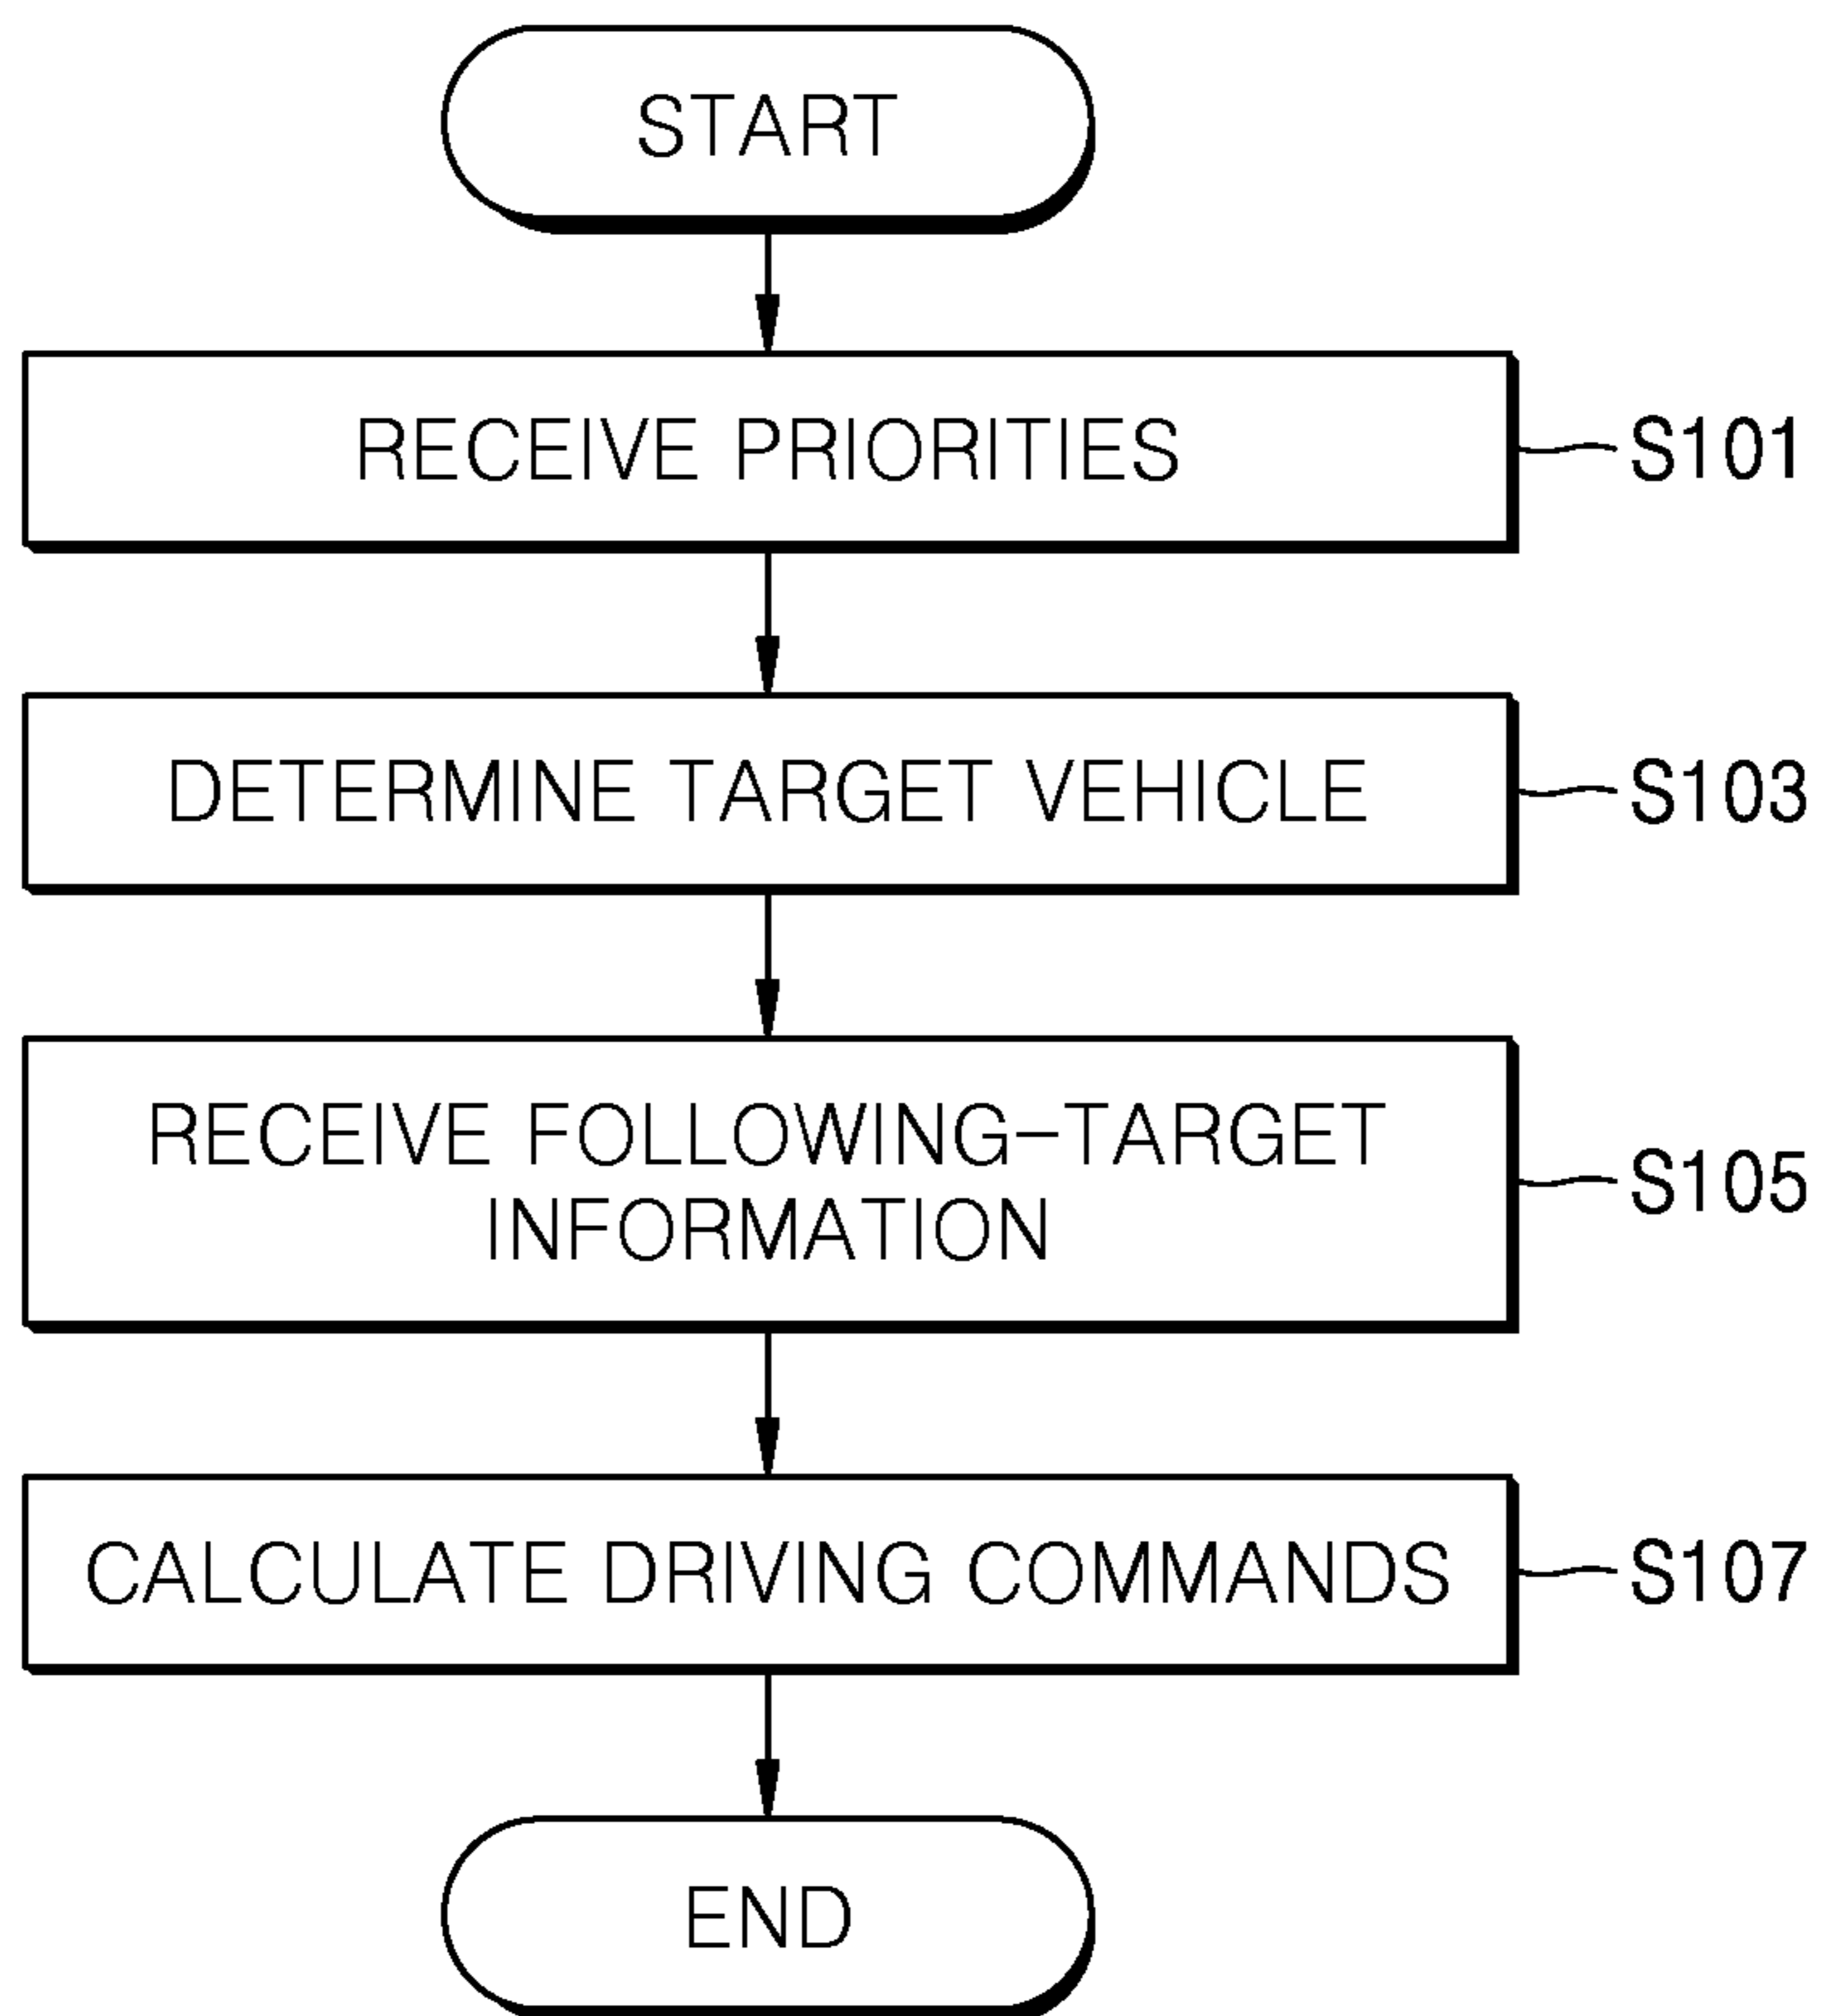 START
RECEIVE PRIORITIES
S101
DETERMINE TARGET VEHICLE
S103
RECEIVE FOLLOWING-TARGET
INFORMATION
S105
CALCULATE DRIVING COMMANDS
S107
END